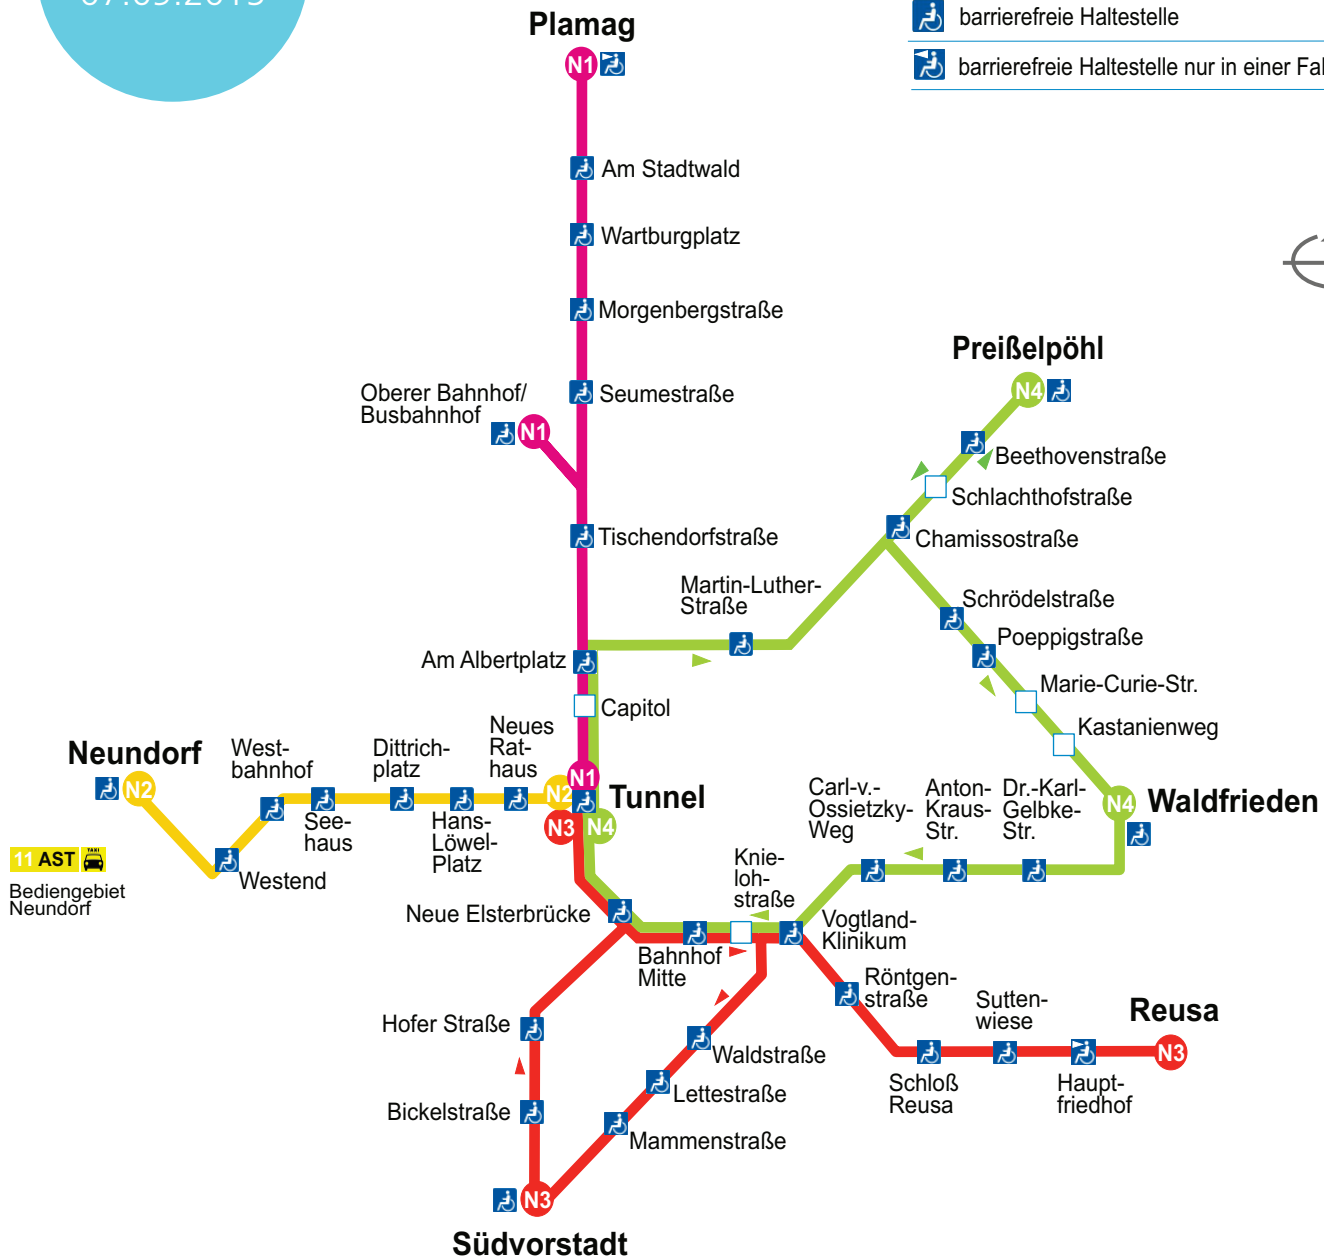 Plamag
barrierefreie Haltestelle
barrierefreie Haltestelle nur in einer
N1
Am Stadtwald
Wartburgplatz
Morgenbergstraße
Seumestraße
Oberer Bahnhof/
Busbahnhof
N1
Tischendorfstraße
Preißelpöhl
N4
Beethovenstraße
Schlachthofstraße
Chamissostraße
Martin-Luther-
Straße
Schrödelstraße
Poeppigstraße
Marie-Curie-Str.
Kastanienweg
Am Albertplatz
Capitol
Neundorf
N2
West-
bahnhof
See-
haus
Dittrich-
platz
Hans-
Löwel-
Platz
Neues
Rat-
haus
N1
N2
N3
N4
Tunnel
TAXI
11 AST
Bediengebiet
Neundorf
Westend
Carl-v.-
Ossietzky-
Weg
Anton-
Kraus-
Str.
Dr.-Karl-
Gelbke-
Str.
N4
Waldfrieden
Knie-
loh-
straße
Neue Elsterbrücke
Vogtland-
Klinikum
Bahnhof
Mitte
Röntgen-
straße
Sutten-
wiese
Reusa
N3
Hofer Straße
Waldstraße
Lettestraße
Schloß
Reusa
Haupt-
friedhof
Bickelstraße
Mammenstraße
N3
Südvorstadt